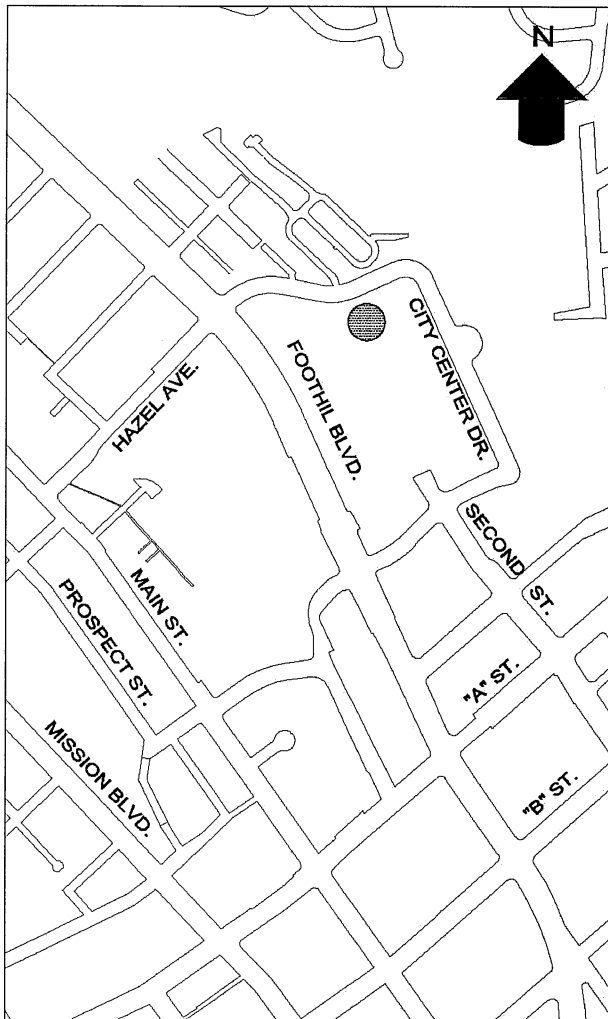 N
HAZEL AVE.
FOOTHIL BLVD.
CITY CENTER DR.
SECOND ST.
MAIN ST.
PROSPECT ST.
MISSION BLVD.
"A" ST.
"B" ST.